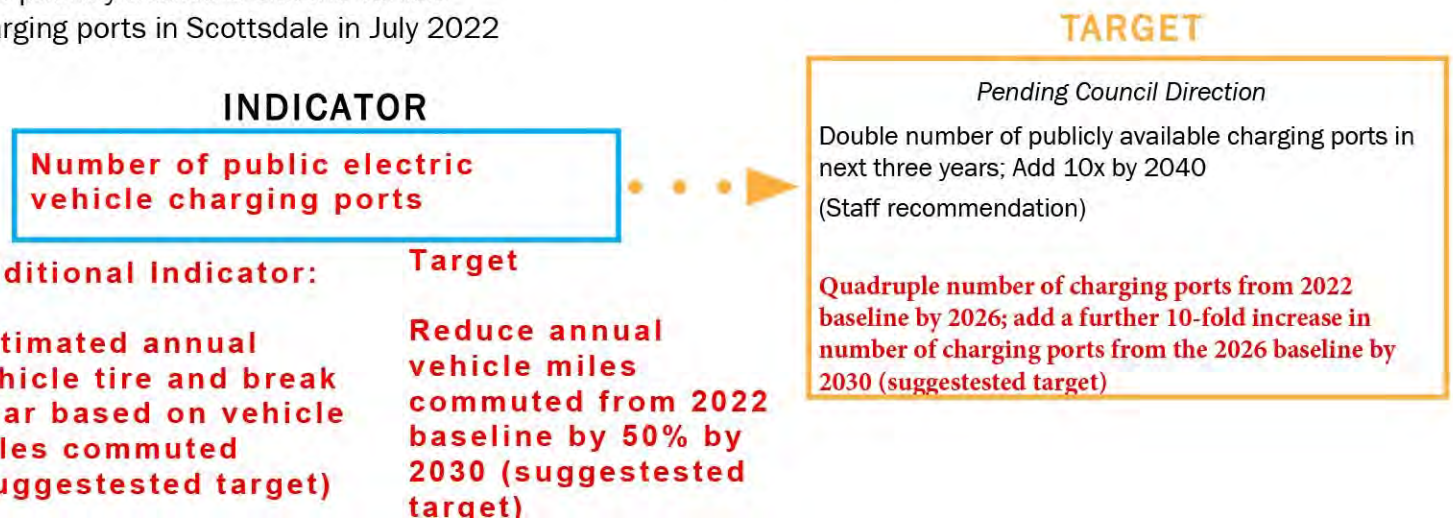 arging ports in Scottsdale in July 2022
TARGET
INDICATOR
Number of public electric
vehicle charging ports
Pending Council Direction
Double number of publicly available charging ports in
next three years; Add 10x by 2040
(Staff recommendation)
Quadruple number of charging ports from 2022
baseline by 2026; add a further 10-fold increase in
number of charging ports from the 2026 baseline by
2030 (suggestested target)
ditional Indicator:
timated annual
hicle tire and break
ar based on vehicle
les commuted
uggestested target)
Target
Reduce annual
vehicle miles
commuted from 2022
baseline by 50% by
2030 (suggestested
target)